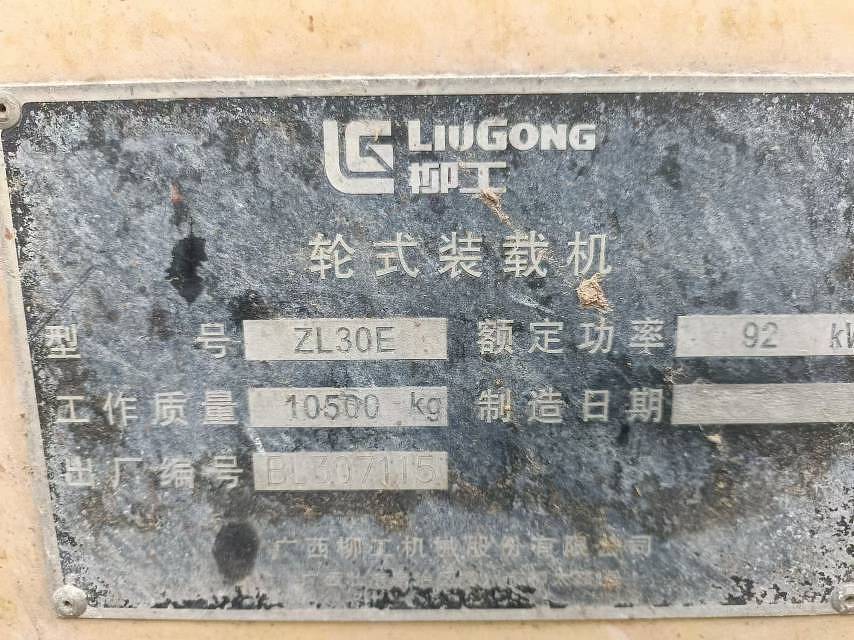 LIUGONG
柳工
轮式装载机
型 号 ZL30E 额定功率 92 kW
工作质量 10500 kg 制造日期
出厂编号 BL307115
广西柳工机械股份有限公司